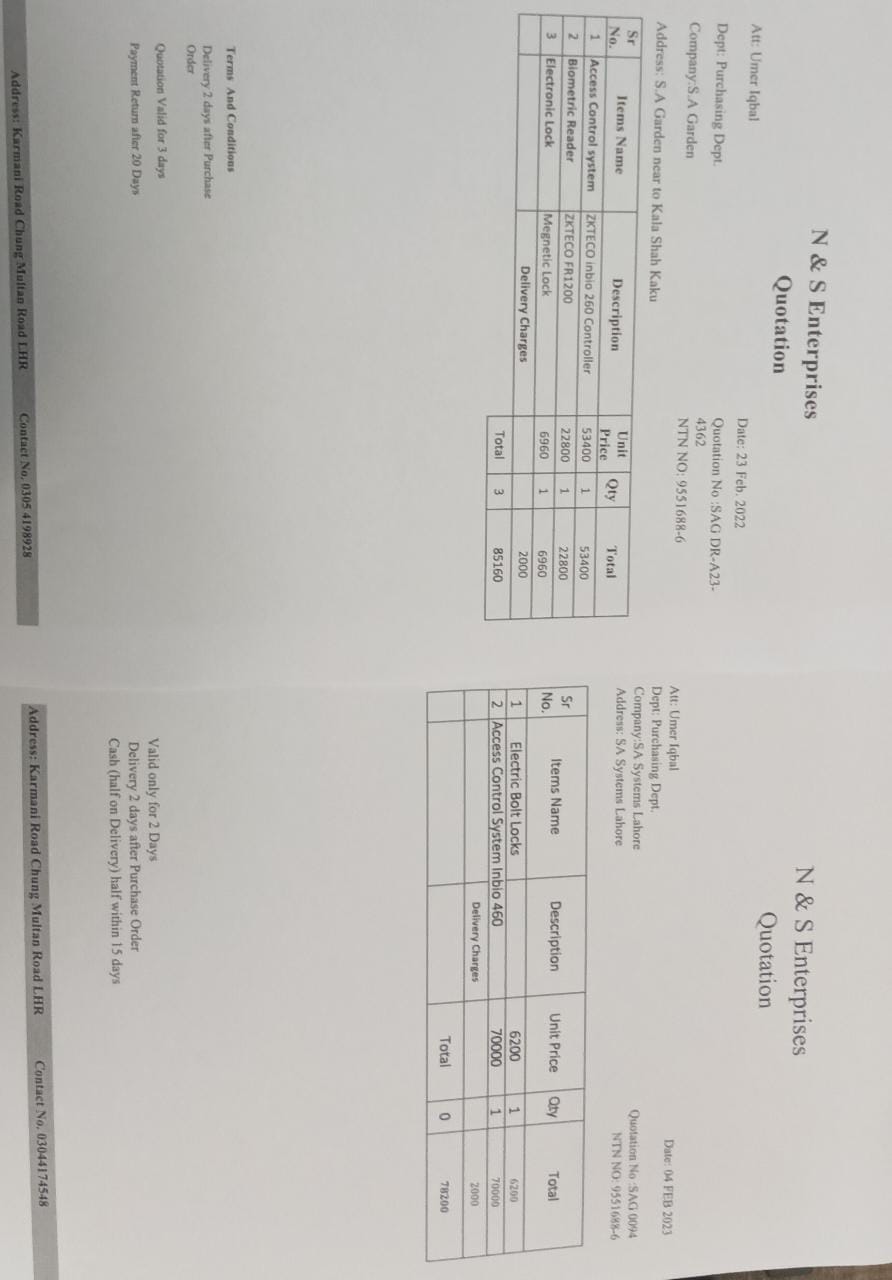 N & S Enterprises
Quotation
Date: 23 Feb. 2022
Att: Umer Iqbal
Quotation No :SAG DR-A23-
4362
Dept: Purchasing Dept.
NTN NO: 9551688-6
Company:S.A Garden
Address: S.A Garden near to Kala Shah Kaku
Sr No. Items Name Description Unit Price Qty Total
1 Access Control system ZKTECO inbio 260 Controller 53400 1 53400
2 Biometric Reader ZKTECO FR1200 22800 1 22800
3 Electronic Lock Megnetic Lock 6960 1 6960
Delivery Charges 2000
Total 3 85160
Terms And Conditions
Delivery 2 days after Purchase
Order
Quotation Valid for 3 days
Payment Return after 20 Days
Address: Karmani Road Chung Multan Road LHR Contact No. 0305 4198928
N & S Enterprises
Quotation
Att: Umer Iqbal Date: 04 FEB 2023
Dept: Purchasing Dept.
Company:SA Systems Lahore Quotation No :SAG 0094
Address: SA Systems Lahore NTN NO: 9551688-6
Sr No. Items Name Description Unit Price Qty Total
1 Electric Bolt Locks 6200 1 6200
2 Access Control System Inbio 460 70000 1 70000
Delivery Charges 2000
Total 0 78200
Valid only for 2 Days
Delivery 2 days after Purchase Order
Cash (half on Delivery) half within 15 days
Address: Karmani Road Chung Multan Road LHR Contact No. 03044174548